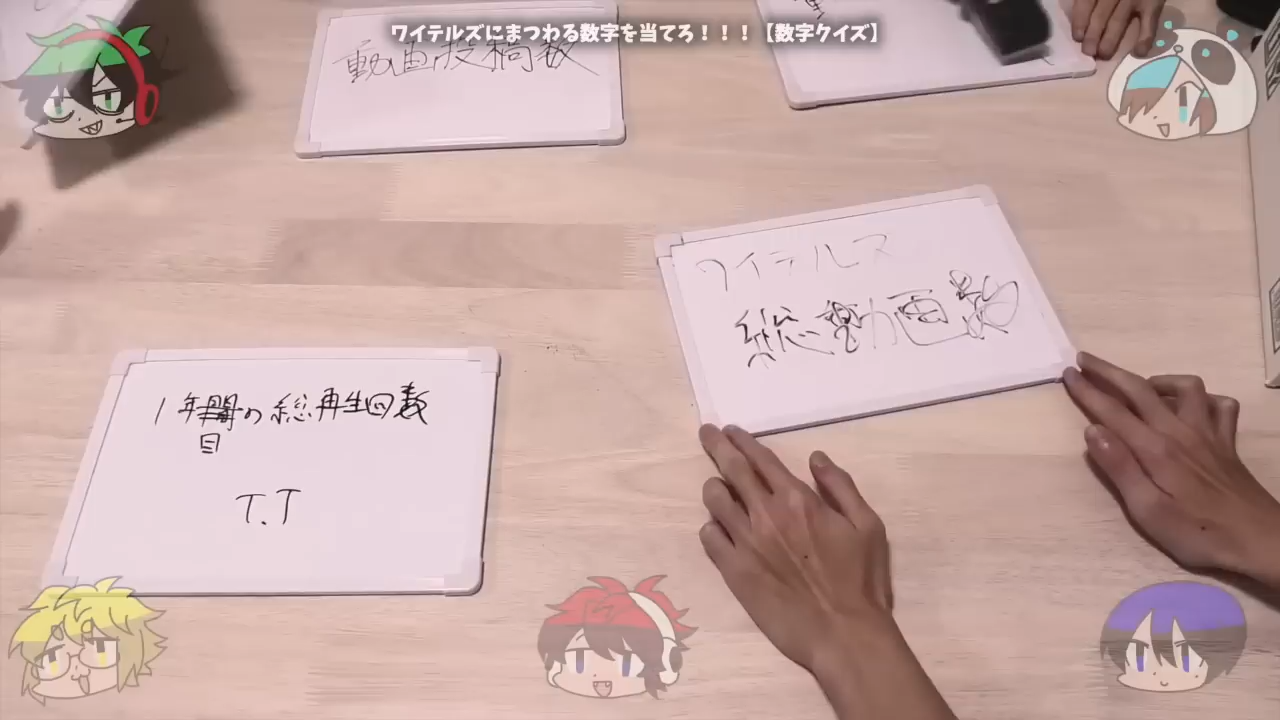 ワイテルズにまつわる数字を当てろ！！！【数字クイズ】
動画投稿数
ワイテルズ
総動画数
1年間の総再生回数
目
T.T